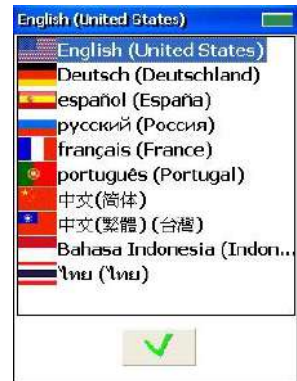 English (United States)
English (United States)
Deutsch (Deutschland)
español (España)
русский (Россия)
français (France)
português (Portugal)
中文(简体)
中文(繁體) (台灣)
Bahasa Indonesia (Indon...
ไทย (ไทย)